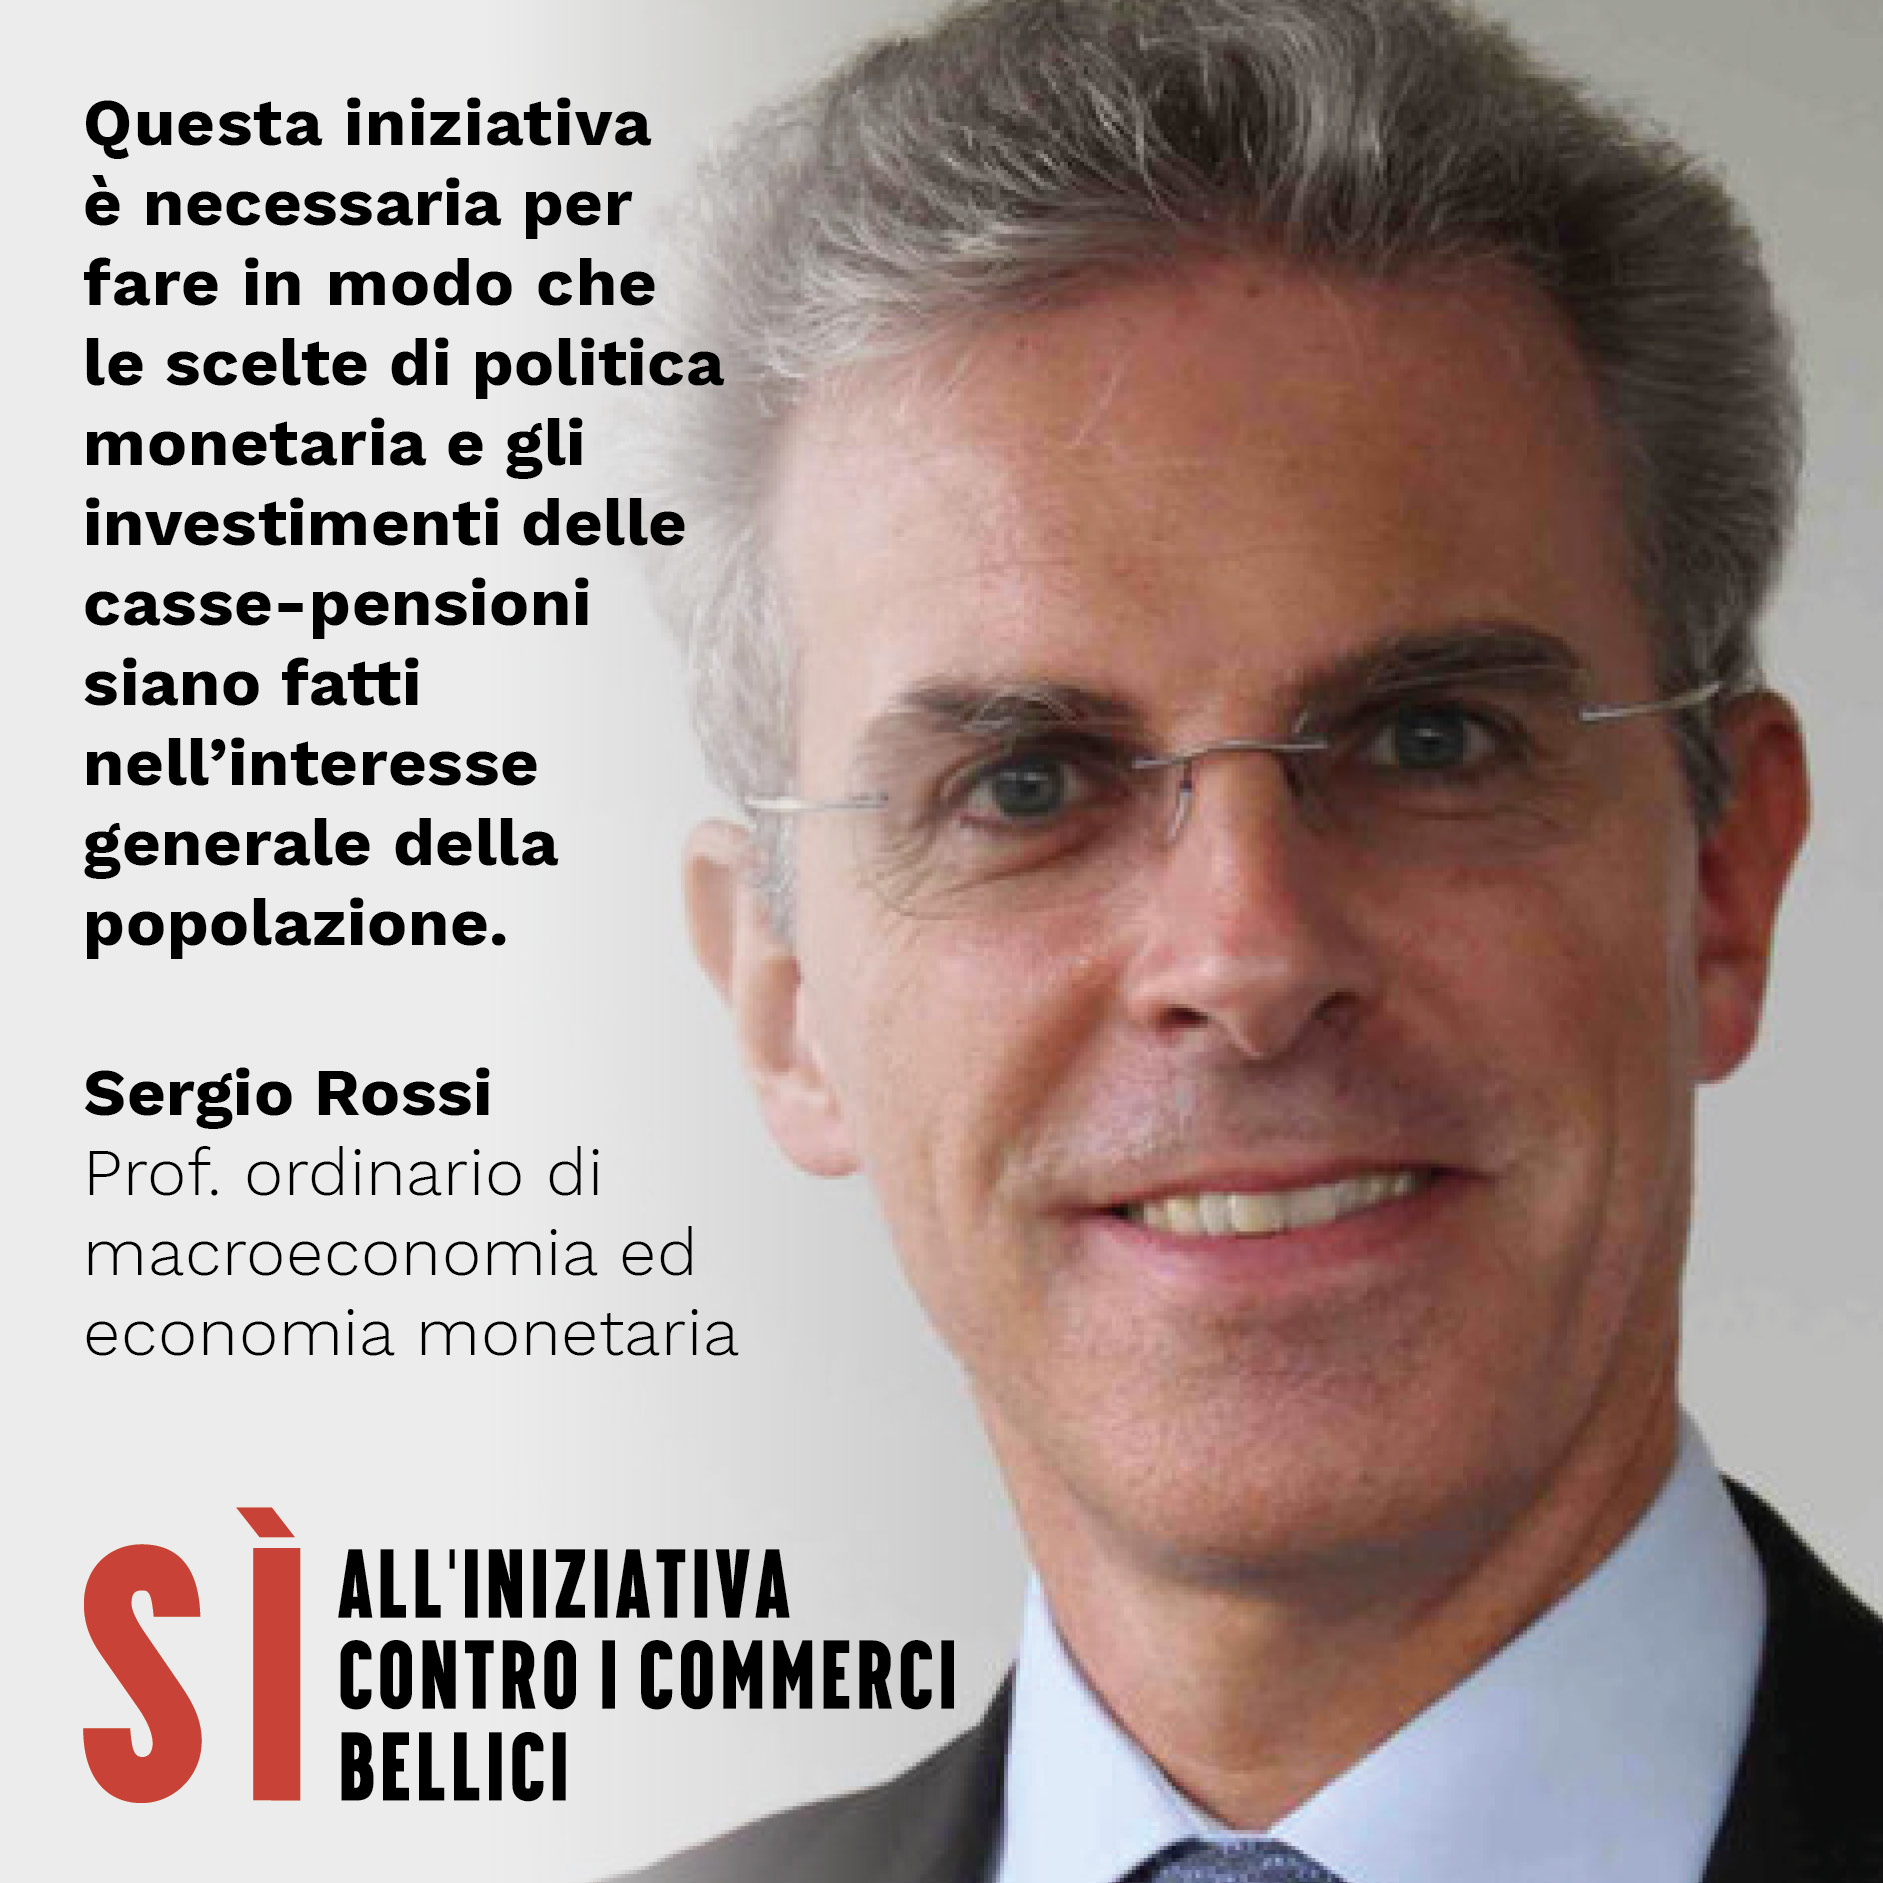 Questa iniziativa
è necessaria per
fare in modo che
le scelte di politica
monetaria e gli
investimenti delle
casse-pensioni
siano fatti
nell’interesse
generale della
popolazione.
Sergio Rossi
Prof. ordinario di
macroeconomia ed
economia monetaria
SÌ
ALL'INIZIATIVA
CONTRO I COMMERCI
BELLICI